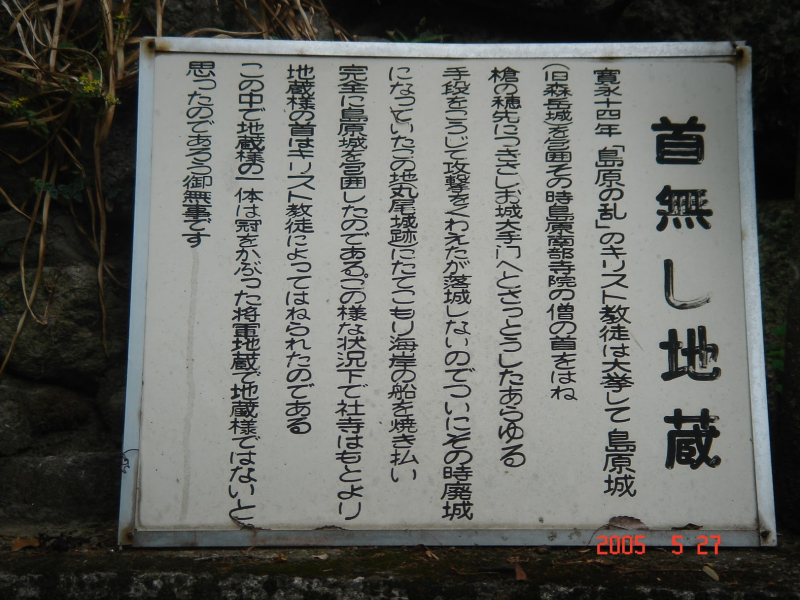 首無し地蔵
寛永十四年「島原の乱」のキリスト教徒は大挙して島原城
(旧森岳城を包囲その時島原南部寺院の僧の首をはね
槍の穂先につきさしお城大手門へとさっとうしたあらゆる
手段をこうじて攻撃をくわえたが落城しないのでついにその時廃城
になっていたこの地丸尾城跡にたてこもり海岸の船を焼き払い
完全に島原城を包囲したのである。この様な状況下で社寺はもとより
地蔵様の首はキリスト教徒によってはねられたのである
この中で地蔵様の一体は冠をかぶった将軍地蔵で地蔵様ではないと
思ったのであろう御無事です
2005 5 27